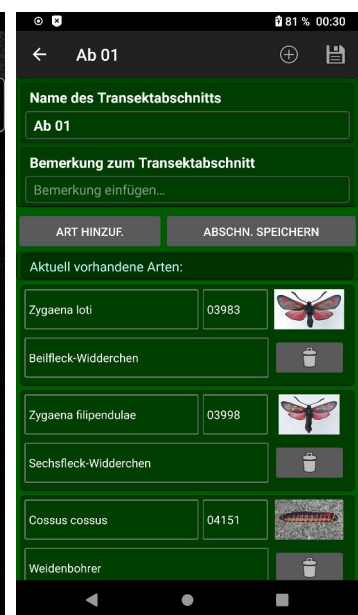 81 % 00:30
Ab 01
Name des Transektabschnitts
Ab 01
Bemerkung zum Transektabschnitt
Bemerkung einfügen...
ART HINZUF.
ABSCHN. SPEICHERN
Aktuell vorhandene Arten:
Zygaena loti
03983
Beilfleck-Widderchen
Zygaena filipendulae
03998
Sechsfleck-Widderchen
Cossus cossus
04151
Weidenbohrer